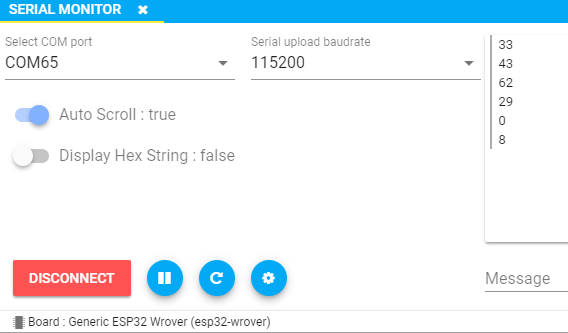 SERIAL MONITOR ✖
Select COM port
COM65
Serial upload baudrate
115200
Auto Scroll : true
Display Hex String : false
33
43
62
29
0
8
DISCONNECT
Message
Board : Generic ESP32 Wrover (esp32-wrover)